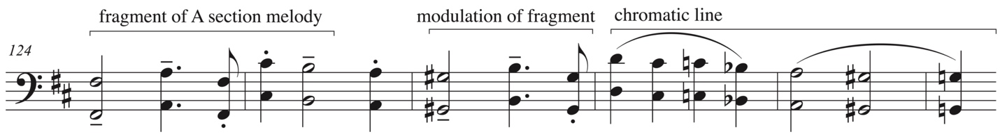 fragment of A section melody
modulation of fragment
chromatic line
124